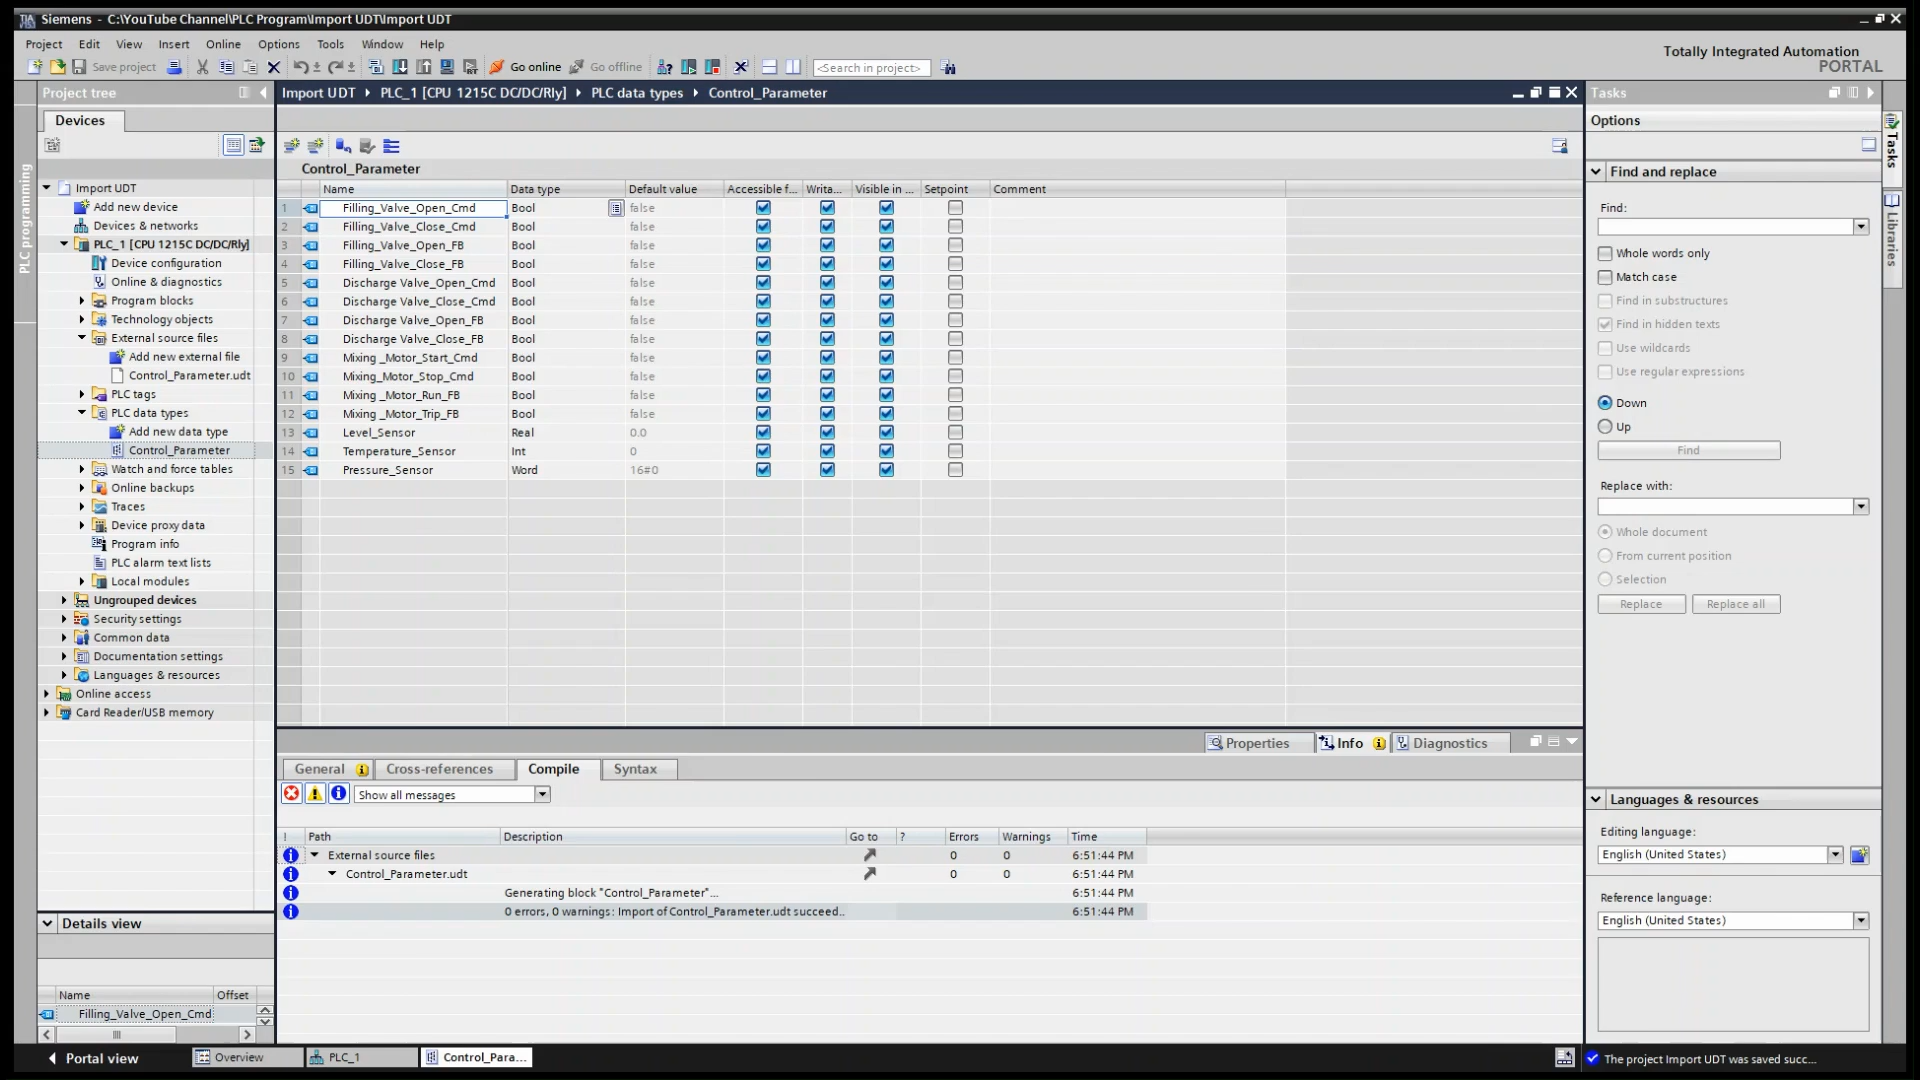 Siemens - C:\YouTube Channel\PLC Program\Import UDT\Import UDT
Project Edit View Insert Online Options Tools Window Help
Totally Integrated Automation
PORTAL
Save project Go online Go offline <Search in project>
Project tree
Import UDT PLC_1 [CPU 1215C DC/DC/Rly] PLC data types Control_Parameter
Tasks
Devices
Options
PLC programming
Tasks
Libraries
Import UDT
Add new device
Devices & networks
PLC_1 [CPU 1215C DC/DC/Rly]
Device configuration
Online & diagnostics
Program blocks
Technology objects
External source files
Add new external file
Control_Parameter.udt
PLC tags
PLC data types
Add new data type
Control_Parameter
Watch and force tables
Online backups
Traces
Device proxy data
Program info
PLC alarm text lists
Local modules
Ungrouped devices
Security settings
Common data
Documentation settings
Languages & resources
Online access
Card Reader/USB memory
Details view
Name Offset
Filling_Valve_Open_Cmd
Control_Parameter
Name Data type Default value Accessible f... Writa... Visible in ... Setpoint Comment
1 Filling_Valve_Open_Cmd Bool false
2 Filling_Valve_Close_Cmd Bool false
3 Filling_Valve_Open_FB Bool false
4 Filling_Valve_Close_FB Bool false
5 Discharge Valve_Open_Cmd Bool false
6 Discharge Valve_Close_Cmd Bool false
7 Discharge Valve_Open_FB Bool false
8 Discharge Valve_Close_FB Bool false
9 Mixing _Motor_Start_Cmd Bool false
10 Mixing_Motor_Stop_Cmd Bool false
11 Mixing _Motor_Run_FB Bool false
12 Mixing _Motor_Trip_FB Bool false
13 Level_Sensor Real 0.0
14 Temperature_Sensor Int 0
15 Pressure_Sensor Word 16#0
Properties Info Diagnostics
General Cross-references Compile Syntax
Show all messages
! Path Description Go to ? Errors Warnings Time
External source files 0 0 6:51:44 PM
Control_Parameter.udt 0 0 6:51:44 PM
Generating block "Control_Parameter"... 6:51:44 PM
0 errors, 0 warnings: Import of Control_Parameter.udt succeed.. 6:51:44 PM
Find and replace
Find:
Whole words only
Match case
Find in substructures
Find in hidden texts
Use wildcards
Use regular expressions
Down
Up
Find
Replace with:
Whole document
From current position
Selection
Replace Replace all
Languages & resources
Editing language:
English (United States)
Reference language:
English (United States)
Portal view Overview PLC_1 Control_Para... The project Import UDT was saved succ...